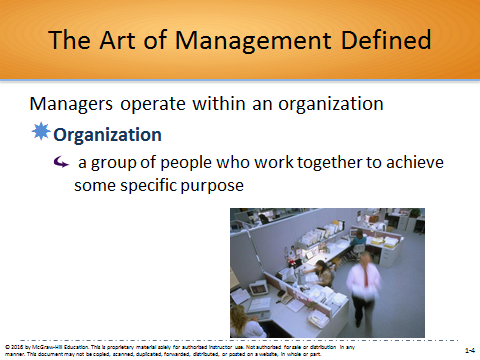 The Art of Management Defined
Managers operate within an organization
Organization
a group of people who work together to achieve
some specific purpose
© 2016 by McGraw-Hill Education. This is proprietary material solely for authorized instructor use. Not authorized for sale or distribution in any
manner. This document may not be copied, scanned, duplicated, forwarded, distributed, or posted on a website, in whole or part.
1-4